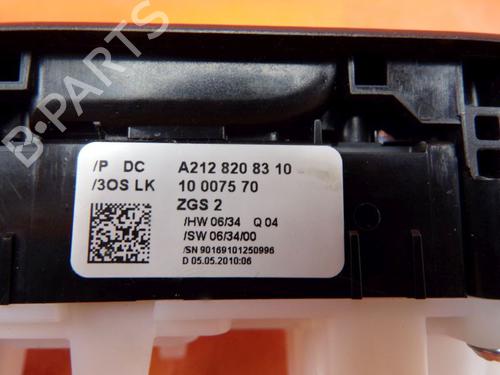 B-PARTS
/P DC A212 820 83 10
/3OS LK 10 0075 70
ZGS 2
/HW 06/34 Q 04
/SW 06/34/00
/SN 90169101250996
D 05.05.2010:06